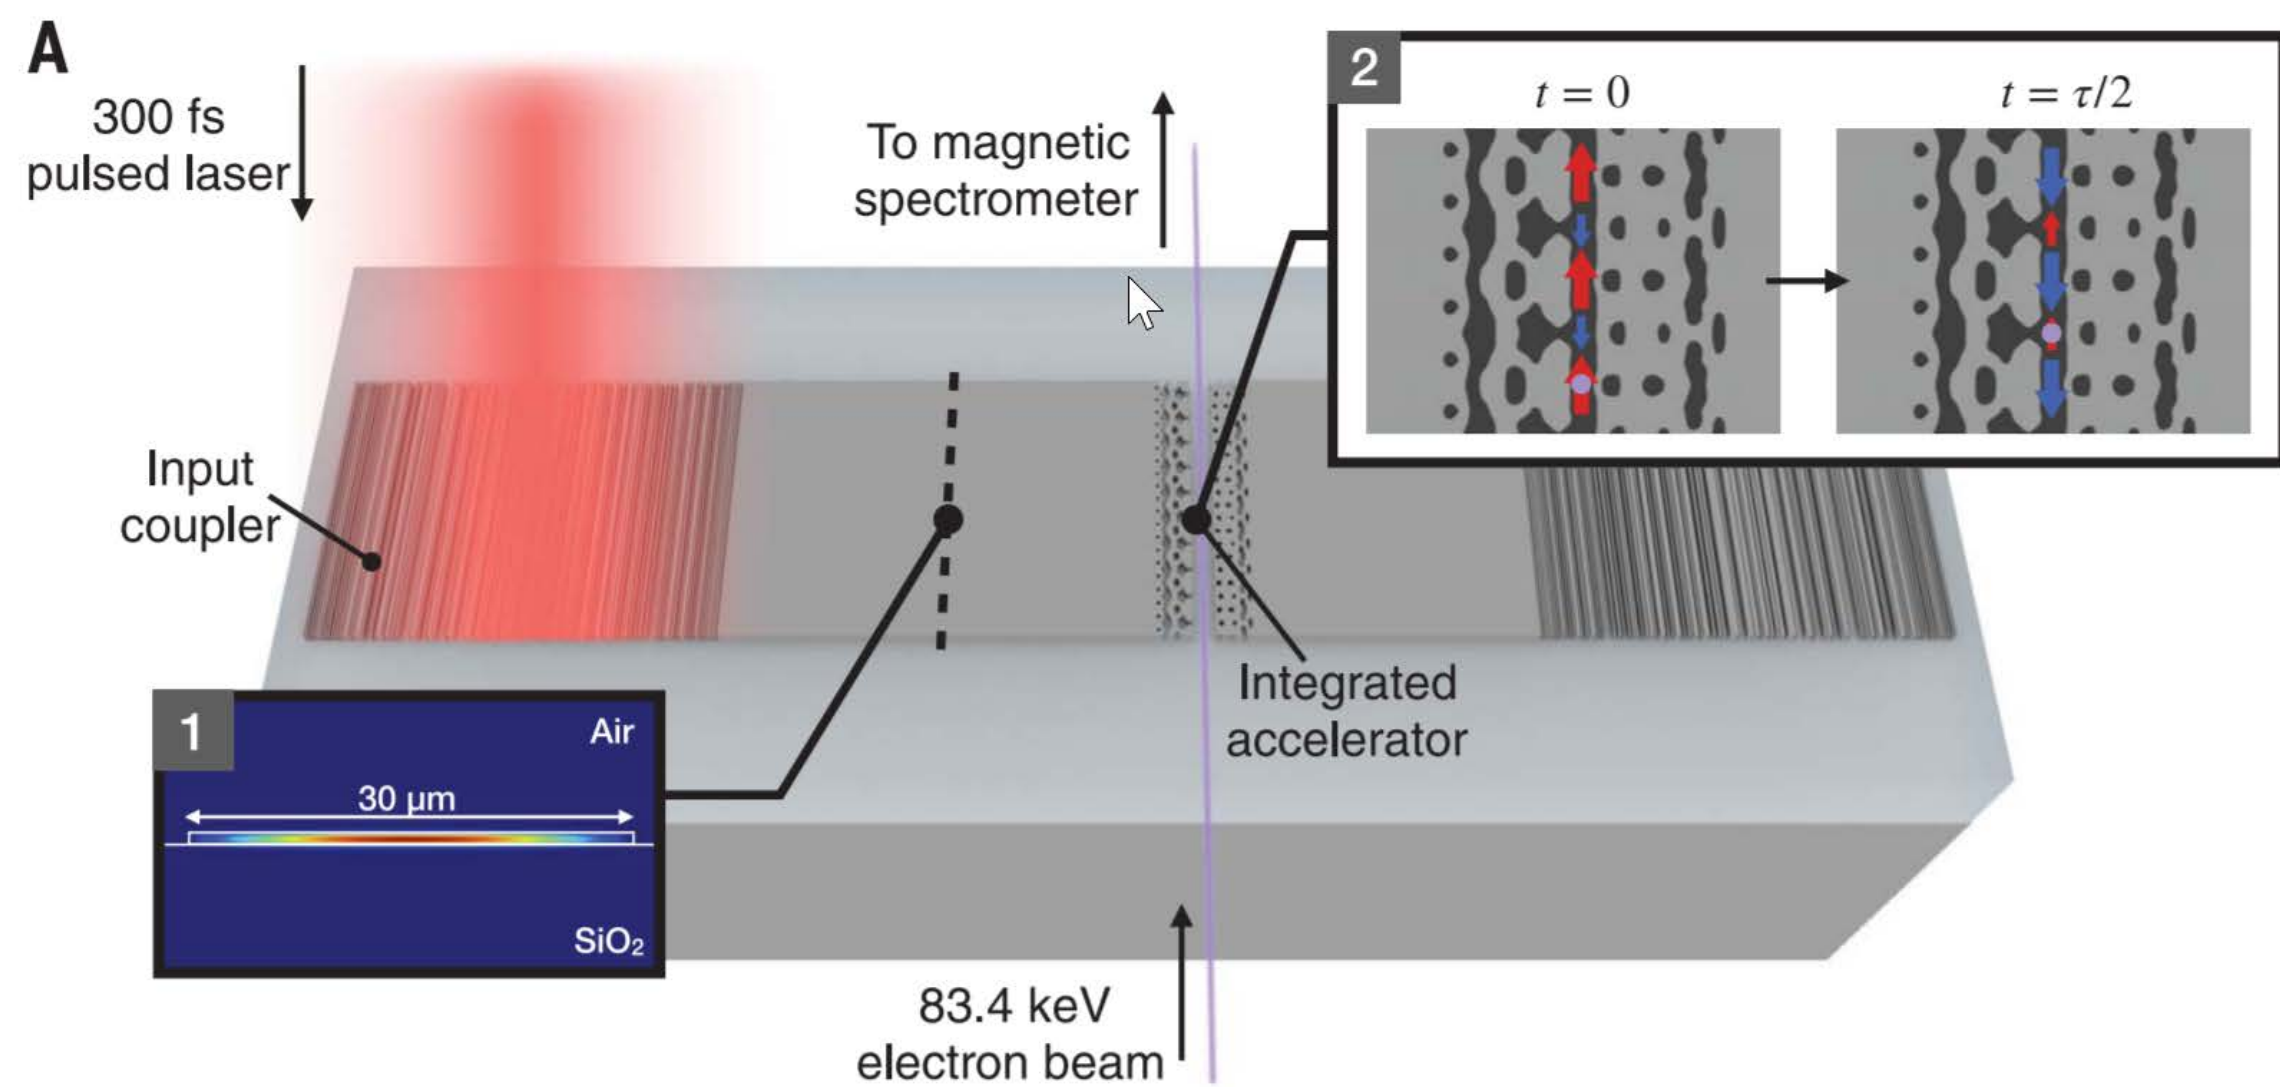 A
300 fs
pulsed laser
To magnetic
spectrometer
2
t = 0
t = τ/2
Input
coupler
Integrated
accelerator
1
Air
30 µm
SiO₂
83.4 keV
electron beam